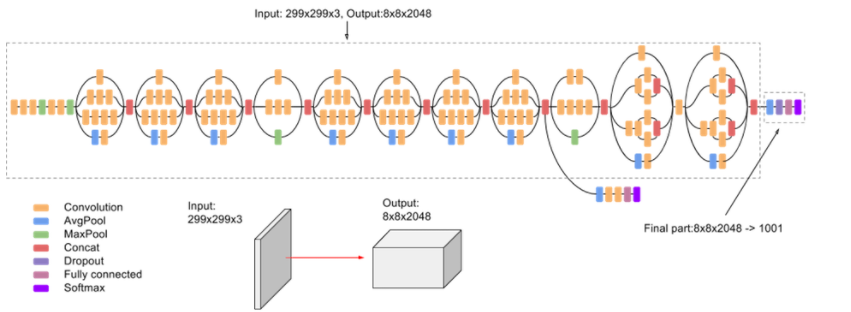 Input: 299x299x3, Output:8x8x2048
Convolution
AvgPool
MaxPool
Concat
Dropout
Fully connected
Softmax
Input:
299x299x3
Output:
8x8x2048
Final part:8x8x2048 -> 1001